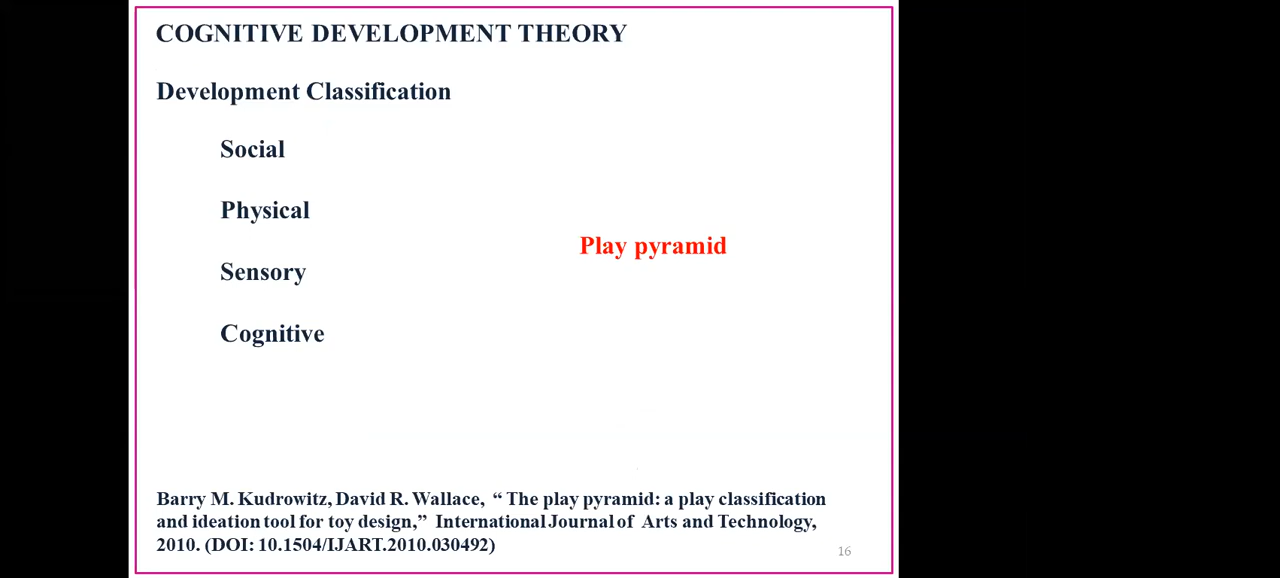 COGNITIVE DEVELOPMENT THEORY
Development Classification
Social
Physical
Play pyramid
Sensory
Cognitive
Barry M. Kudrowitz, David R. Wallace, “ The play pyramid: a play classification
and ideation tool for toy design,” International Journal of Arts and Technology,
2010. (DOI: 10.1504/IJART.2010.030492)
16